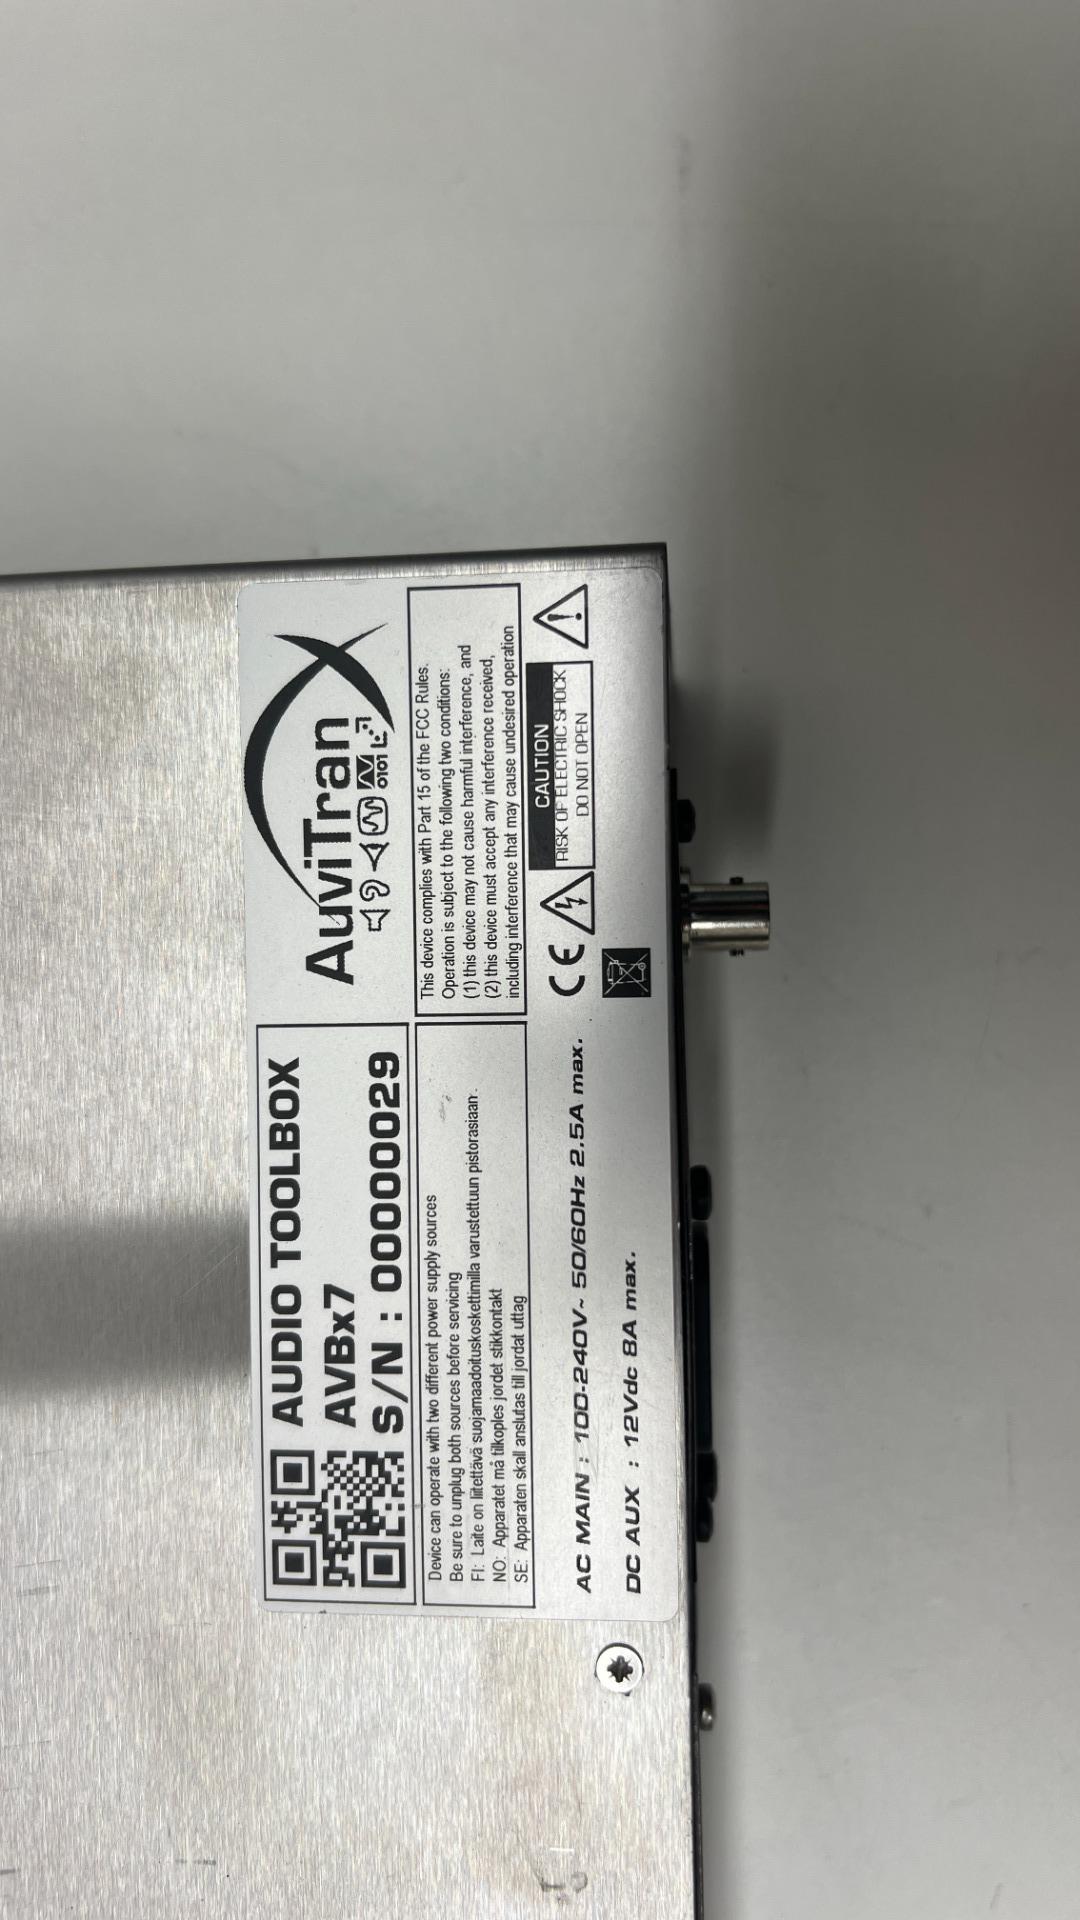 AUDIO TOOLBOX
AVBx7
S/N : 00000029
AuviTran
0101
Device can operate with two different power supply sources
Be sure to unplug both sources before servicing
FI: Laite on liitettävä suojamaadoituskoskettimilla varustettuun pistorasiaan.
NO: Apparatet må tilkoples jordet stikkontakt
SE: Apparaten skall anslutas till jordat uttag
This device complies with Part 15 of the FCC Rules.
Operation is subject to the following two conditions:
(1) this device may not cause harmful interference, and
(2) this device must accept any interference received,
including interference that may cause undesired operation
AC MAIN : 100-240V~ 50/60Hz 2.5A max.
DC AUX : 12Vdc 8A max.
CE
CAUTION
RISK OF ELECTRIC SHOCK
DO NOT OPEN